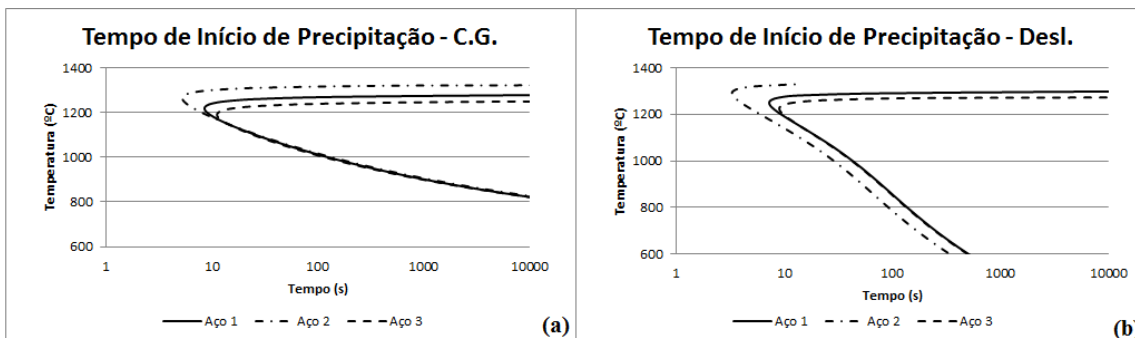 Tempo de Início de Precipitação - C.G.
1400
1200
1000
800
600
Temperatura (ºC)
1
10
100
1000
10000
Tempo (s)
Aço 1
Aço 2
Aço 3
(a)
Tempo de Início de Precipitação - Desl.
1400
1200
1000
800
600
Temperatura (ºC)
1
10
100
1000
10000
Tempo (s)
Aço 1
Aço 2
Aço 3
(b)